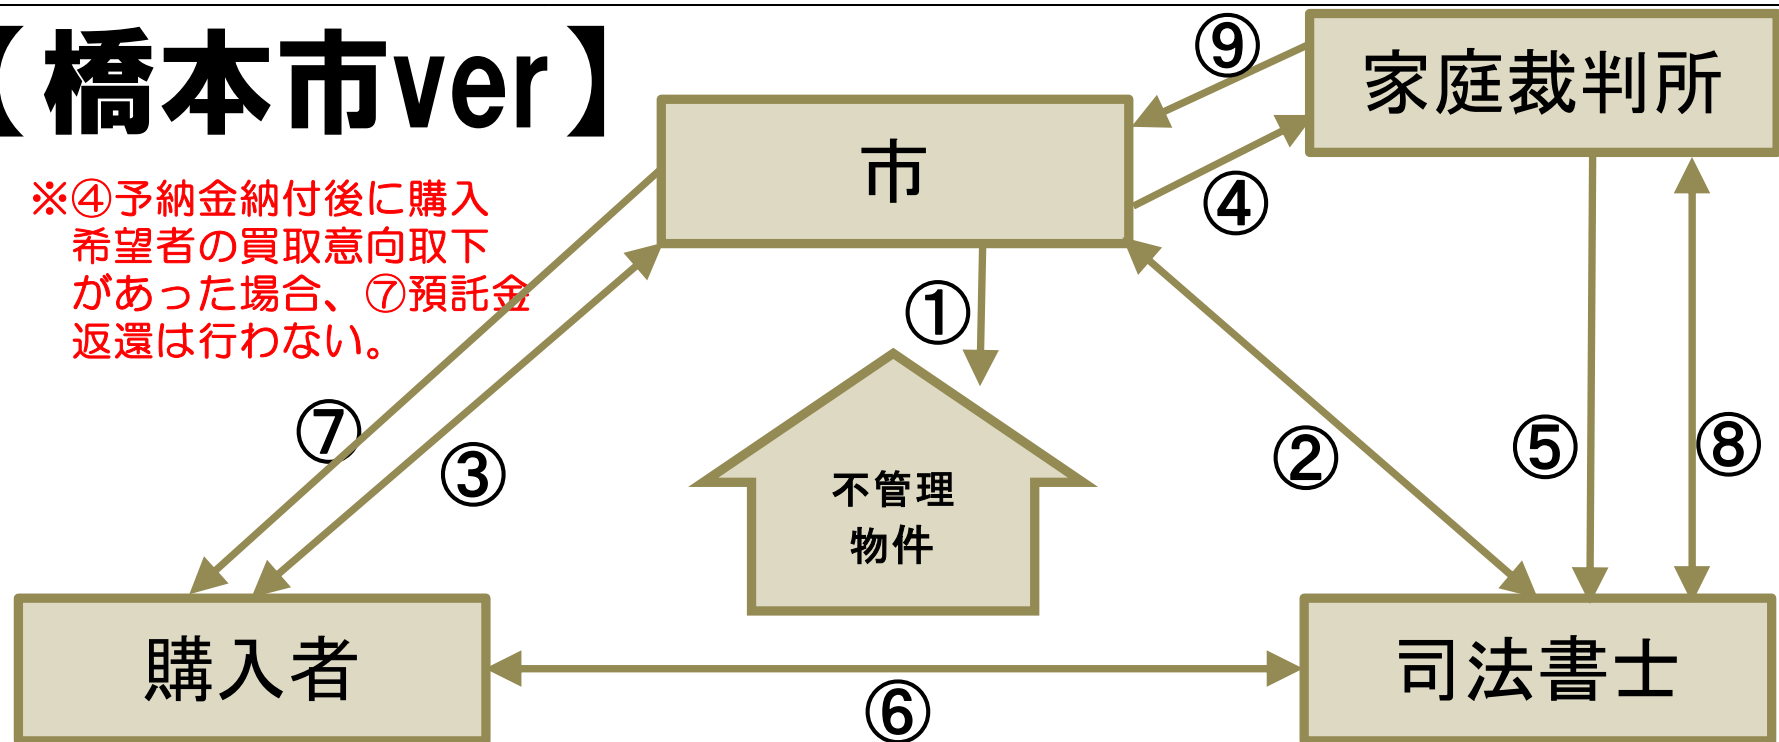 【橋本市ver】
⑨
家庭裁判所
市
※④予納金納付後に購入
希望者の買取意向取下
があった場合、⑦預託金
返還は行わない。
④
①
⑦
③
②
⑤
⑧
不管理
物件
購入者
司法書士
⑥